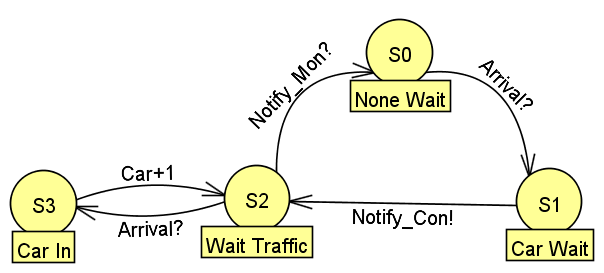 S0
None Wait
Notify_Mon?
Arrival?
Car+1
S3
Car In
Arrival?
S2
Wait Traffic
Notify_Con!
S1
Car Wait